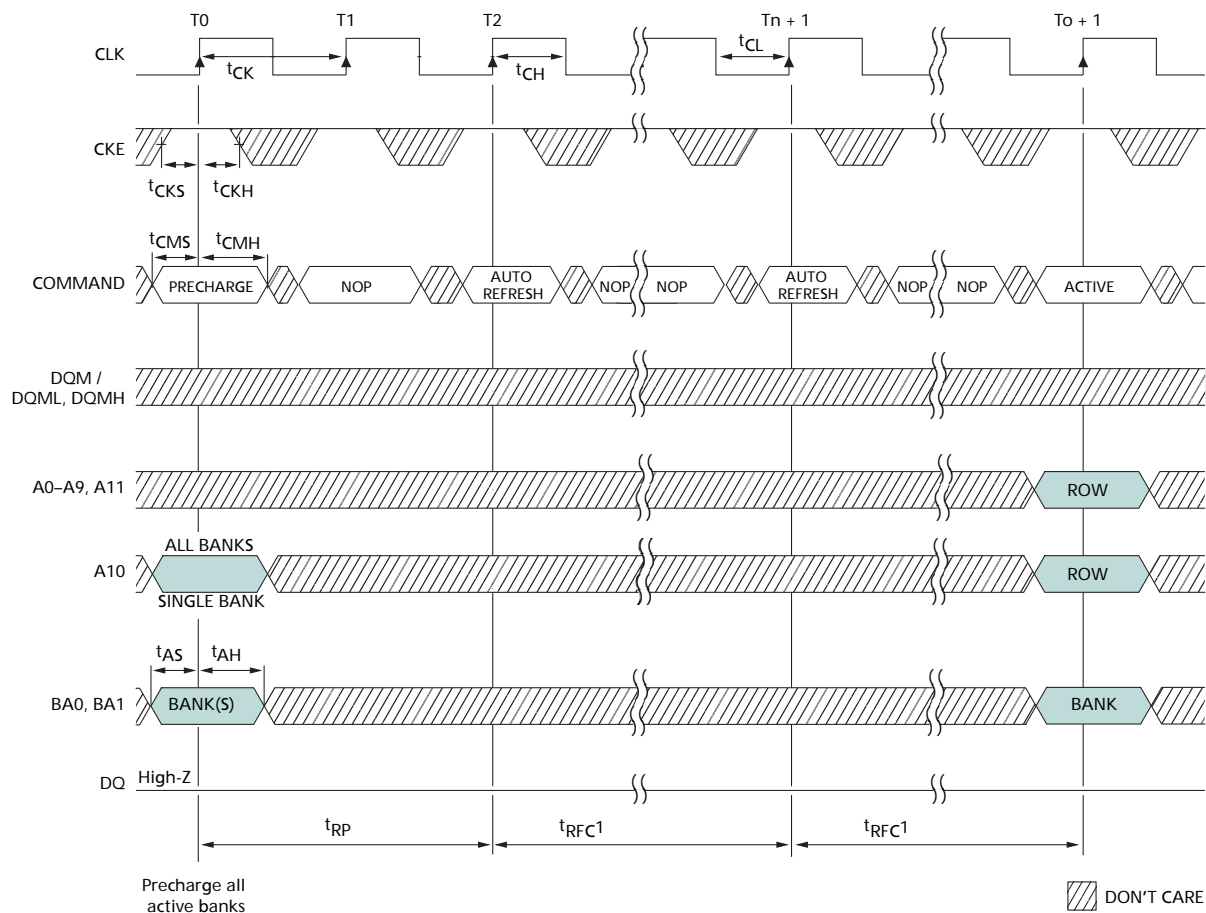 T0 T1 T2 Tn + 1 To + 1
CLK
tCK tCH tCL
CKE
tCKS tCKH
tCMS tCMH
COMMAND PRECHARGE NOP AUTO REFRESH NOP NOP AUTO REFRESH NOP NOP ACTIVE
DQM /
DQML, DQMH
A0–A9, A11 ROW
ALL BANKS
A10 ROW
SINGLE BANK
tAS tAH
BA0, BA1 BANK(S) BANK
DQ High-Z
tRP tRFC1 tRFC1
Precharge all
active banks
DON'T CARE